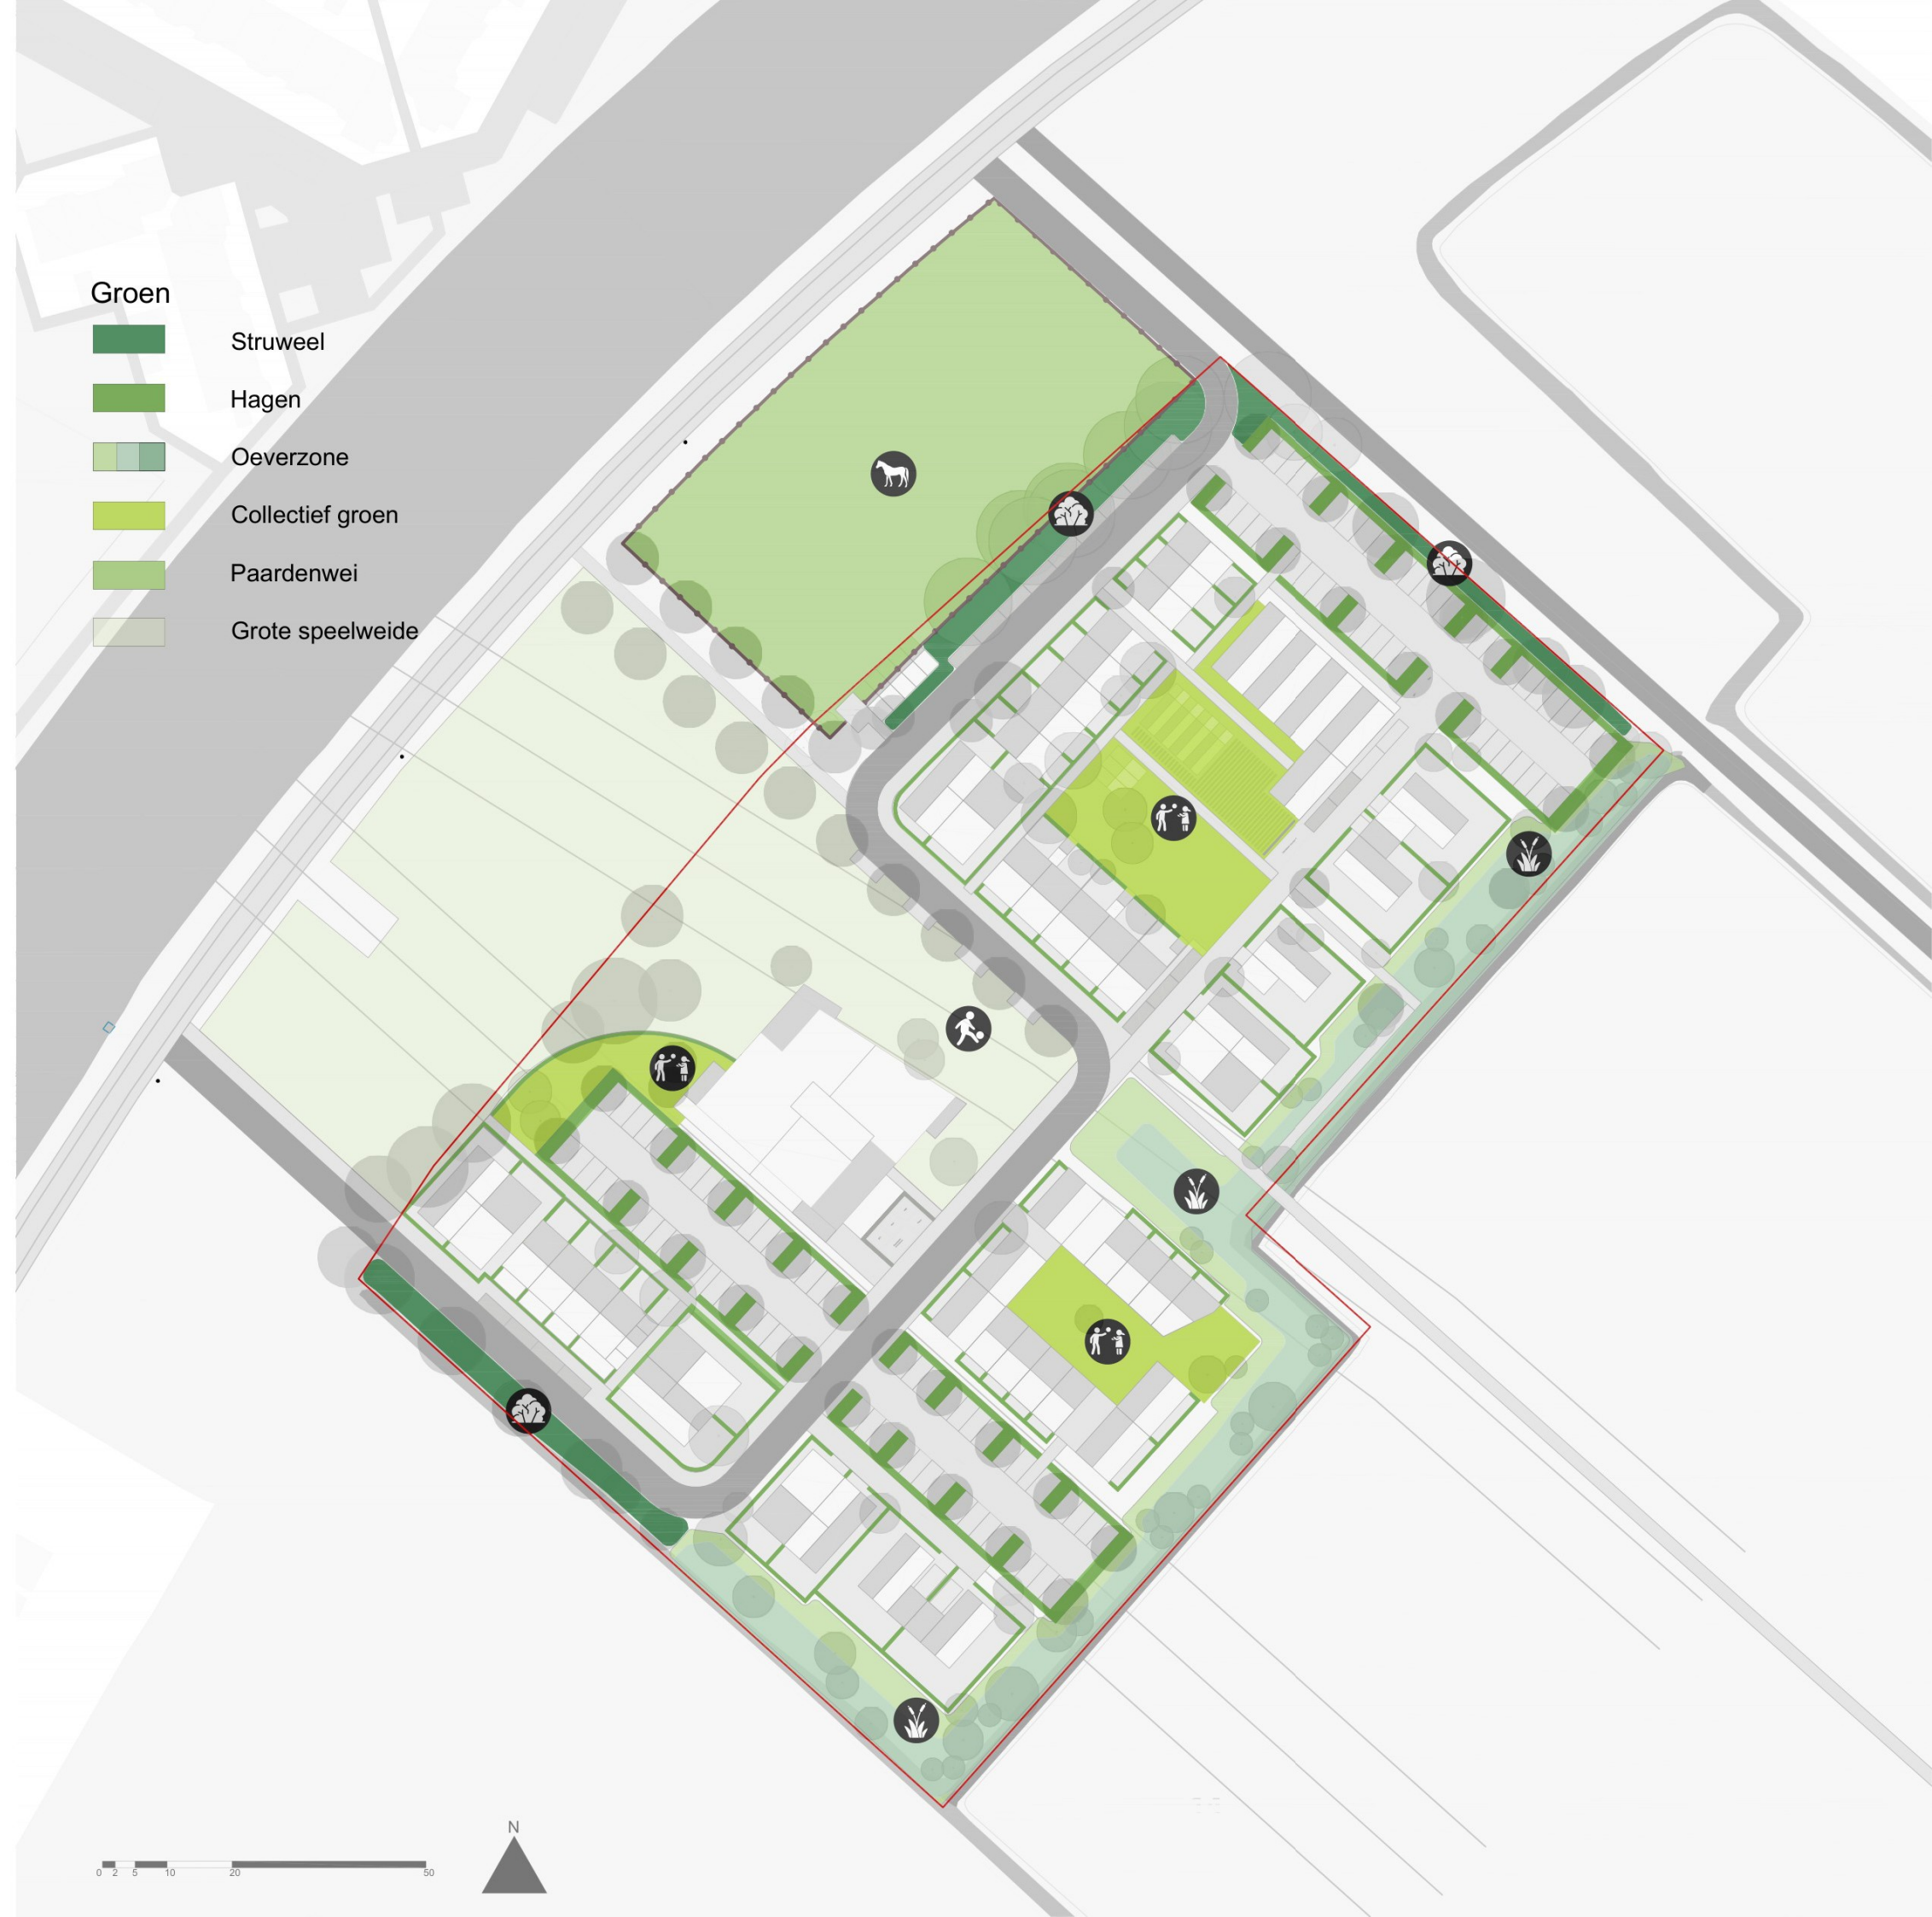 Groen
Struweel
Hagen
Oeverzone
Collectief groen
Paardenwei
Grote speelweide
N
0 2 5 10 20 50